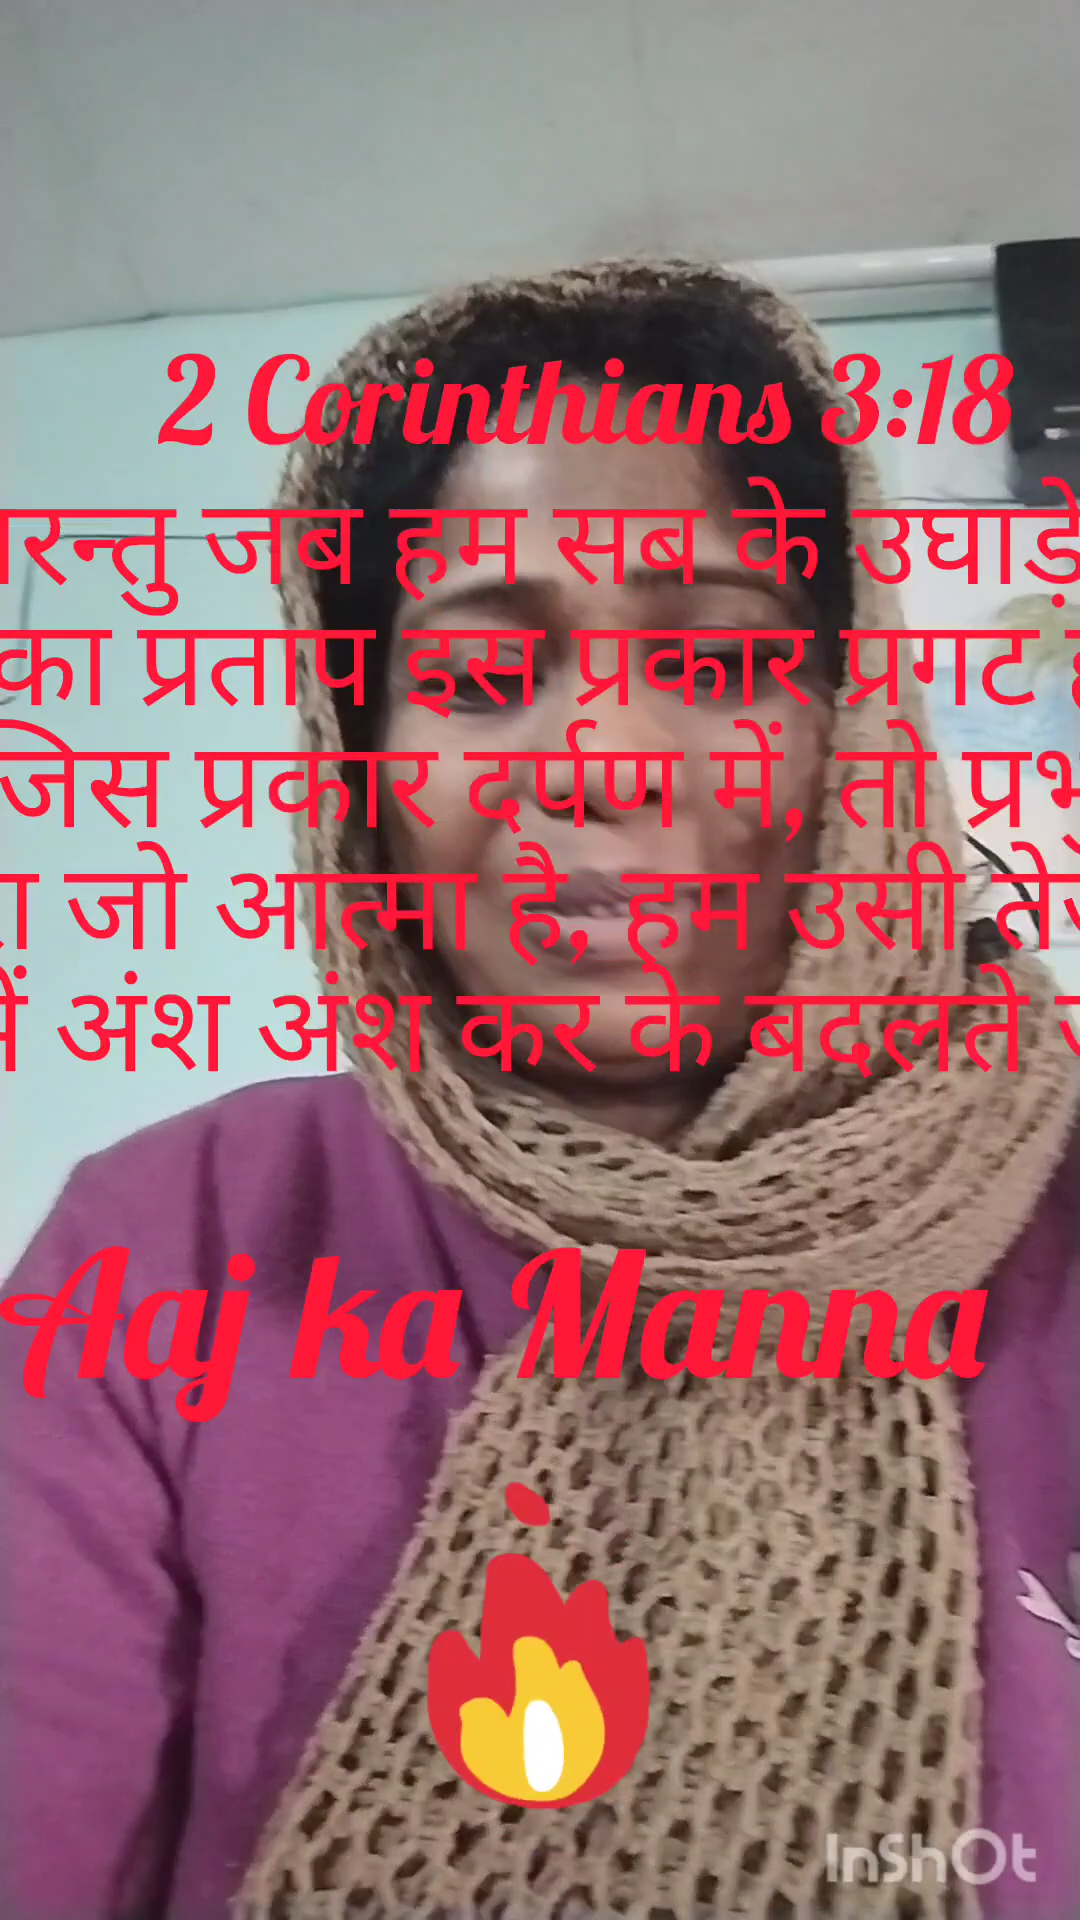 2 Corinthians 3:18
परन्तु जब हम सब के उघाड़े
का प्रताप इस प्रकार प्रगट
जिस प्रकार दर्पण में, तो प्रभु
जो आत्मा है, हम उसी
में अंश अंश कर के बदलते
Aaj ka Manna
InShOt